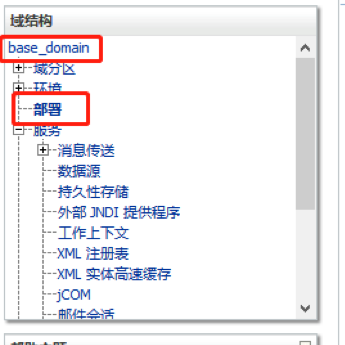 域结构
base_domain
域分区
环境
部署
服务
消息传送
数据源
持久性存储
外部 JNDI 提供程序
工作上下文
XML 注册表
XML 实体高速缓存
jCOM
邮件会话